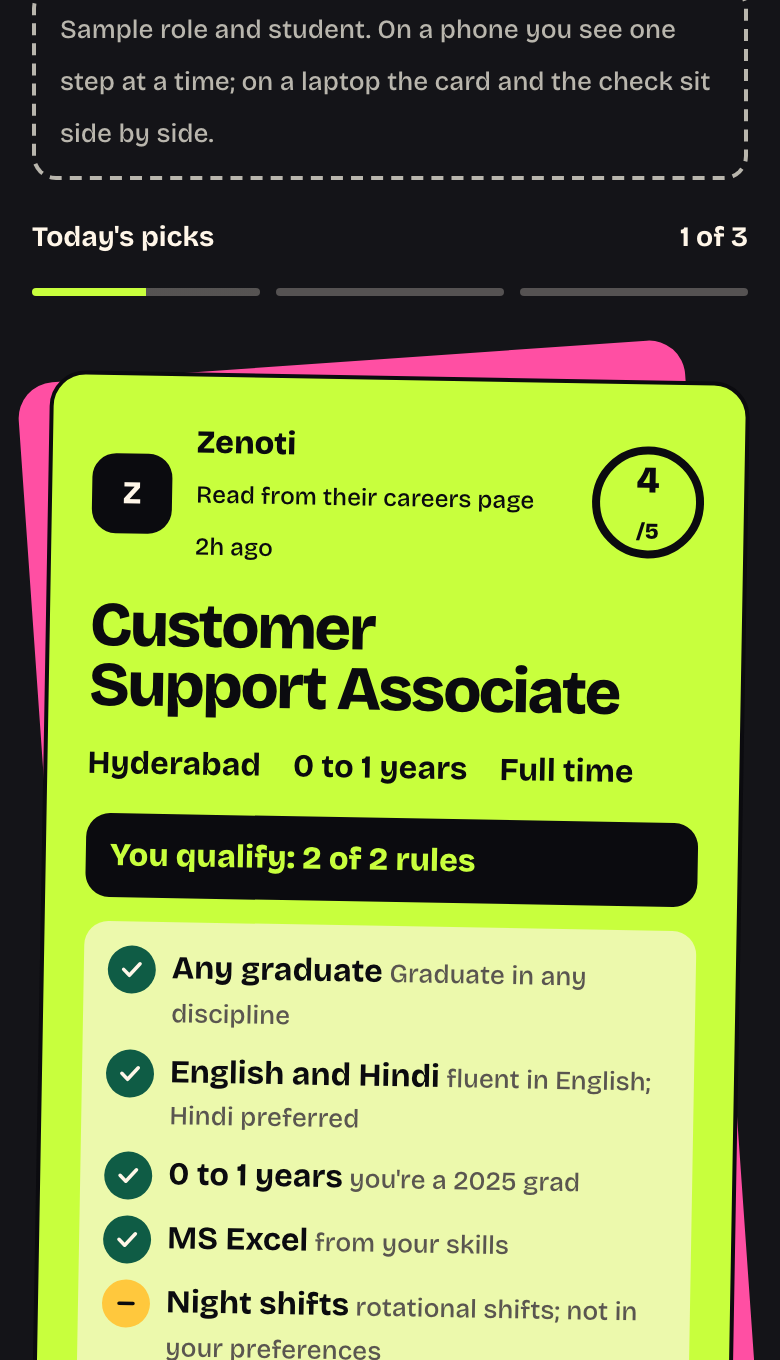 Sample role and student. On a phone you see one
step at a time; on a laptop the card and the check sit
side by side.
Today's picks
1 of 3
Z
Zenoti
Read from their careers page
2h ago
4
/5
Customer
Support Associate
Hyderabad 0 to 1 years Full time
You qualify: 2 of 2 rules
Any graduate Graduate in any
discipline
English and Hindi fluent in English;
Hindi preferred
0 to 1 years you're a 2025 grad
MS Excel from your skills
Night shifts rotational shifts; not in
your preferences